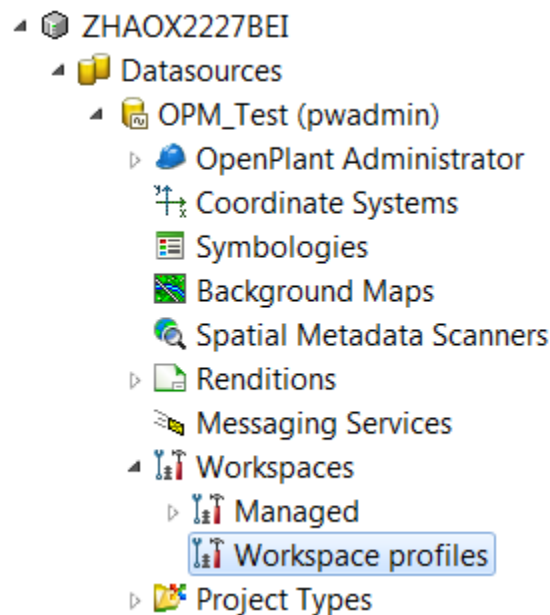 ZHAOX2227BEI
Datasources
OPM_Test (pwadmin)
OpenPlant Administrator
Coordinate Systems
Symbologies
Background Maps
Spatial Metadata Scanners
Renditions
Messaging Services
Workspaces
Managed
Workspace profiles
Project Types